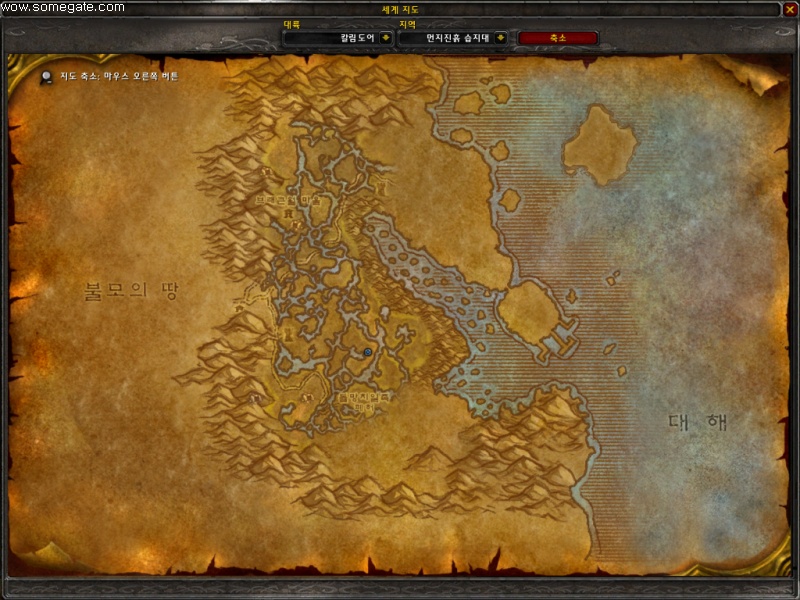 wow.somegate.com
세계 지도
대륙 지역
칼림도어 먼지진흙 습지대 축소
지도 축소: 마우스 오른쪽 버튼
불모의 땅
대 해